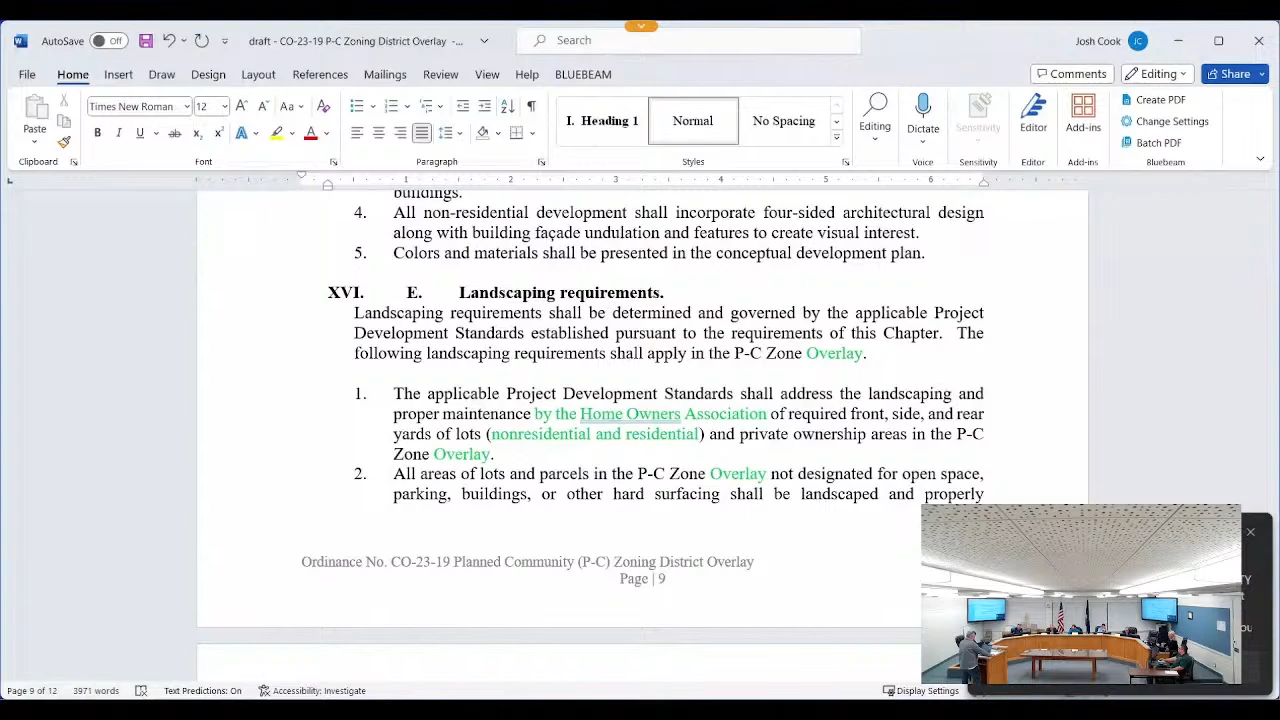 AutoSave Off draft - CO-23-19 P-C Zoning District Overlay -... Search Josh Cook JC
File Home Insert Draw Design Layout References Mailings Review View Help BLUEBEAM Comments Editing Share
Times New Roman 12 Aa
I. Heading 1 Normal No Spacing
Paste Editing Dictate Sensitivity Editor Add-ins
Create PDF
Change Settings
Batch PDF
Clipboard Font Paragraph Styles Voice Sensitivity Editor Add-ins Bluebeam
1 2 3 4 5 6
buildings.
4. All non-residential development shall incorporate four-sided architectural design
along with building façade undulation and features to create visual interest.
5. Colors and materials shall be presented in the conceptual development plan.
XVI. E. Landscaping requirements.
Landscaping requirements shall be determined and governed by the applicable Project
Development Standards established pursuant to the requirements of this Chapter. The
following landscaping requirements shall apply in the P-C Zone Overlay.
1. The applicable Project Development Standards shall address the landscaping and
proper maintenance by the Home Owners Association of required front, side, and rear
yards of lots (nonresidential and residential) and private ownership areas in the P-C
Zone Overlay.
2. All areas of lots and parcels in the P-C Zone Overlay not designated for open space,
parking, buildings, or other hard surfacing shall be landscaped and properly
Ordinance No. CO-23-19 Planned Community (P-C) Zoning District Overlay
Page | 9
Page 9 of 12 3971 words Text Predictions: On Accessibility: Investigate Display Settings